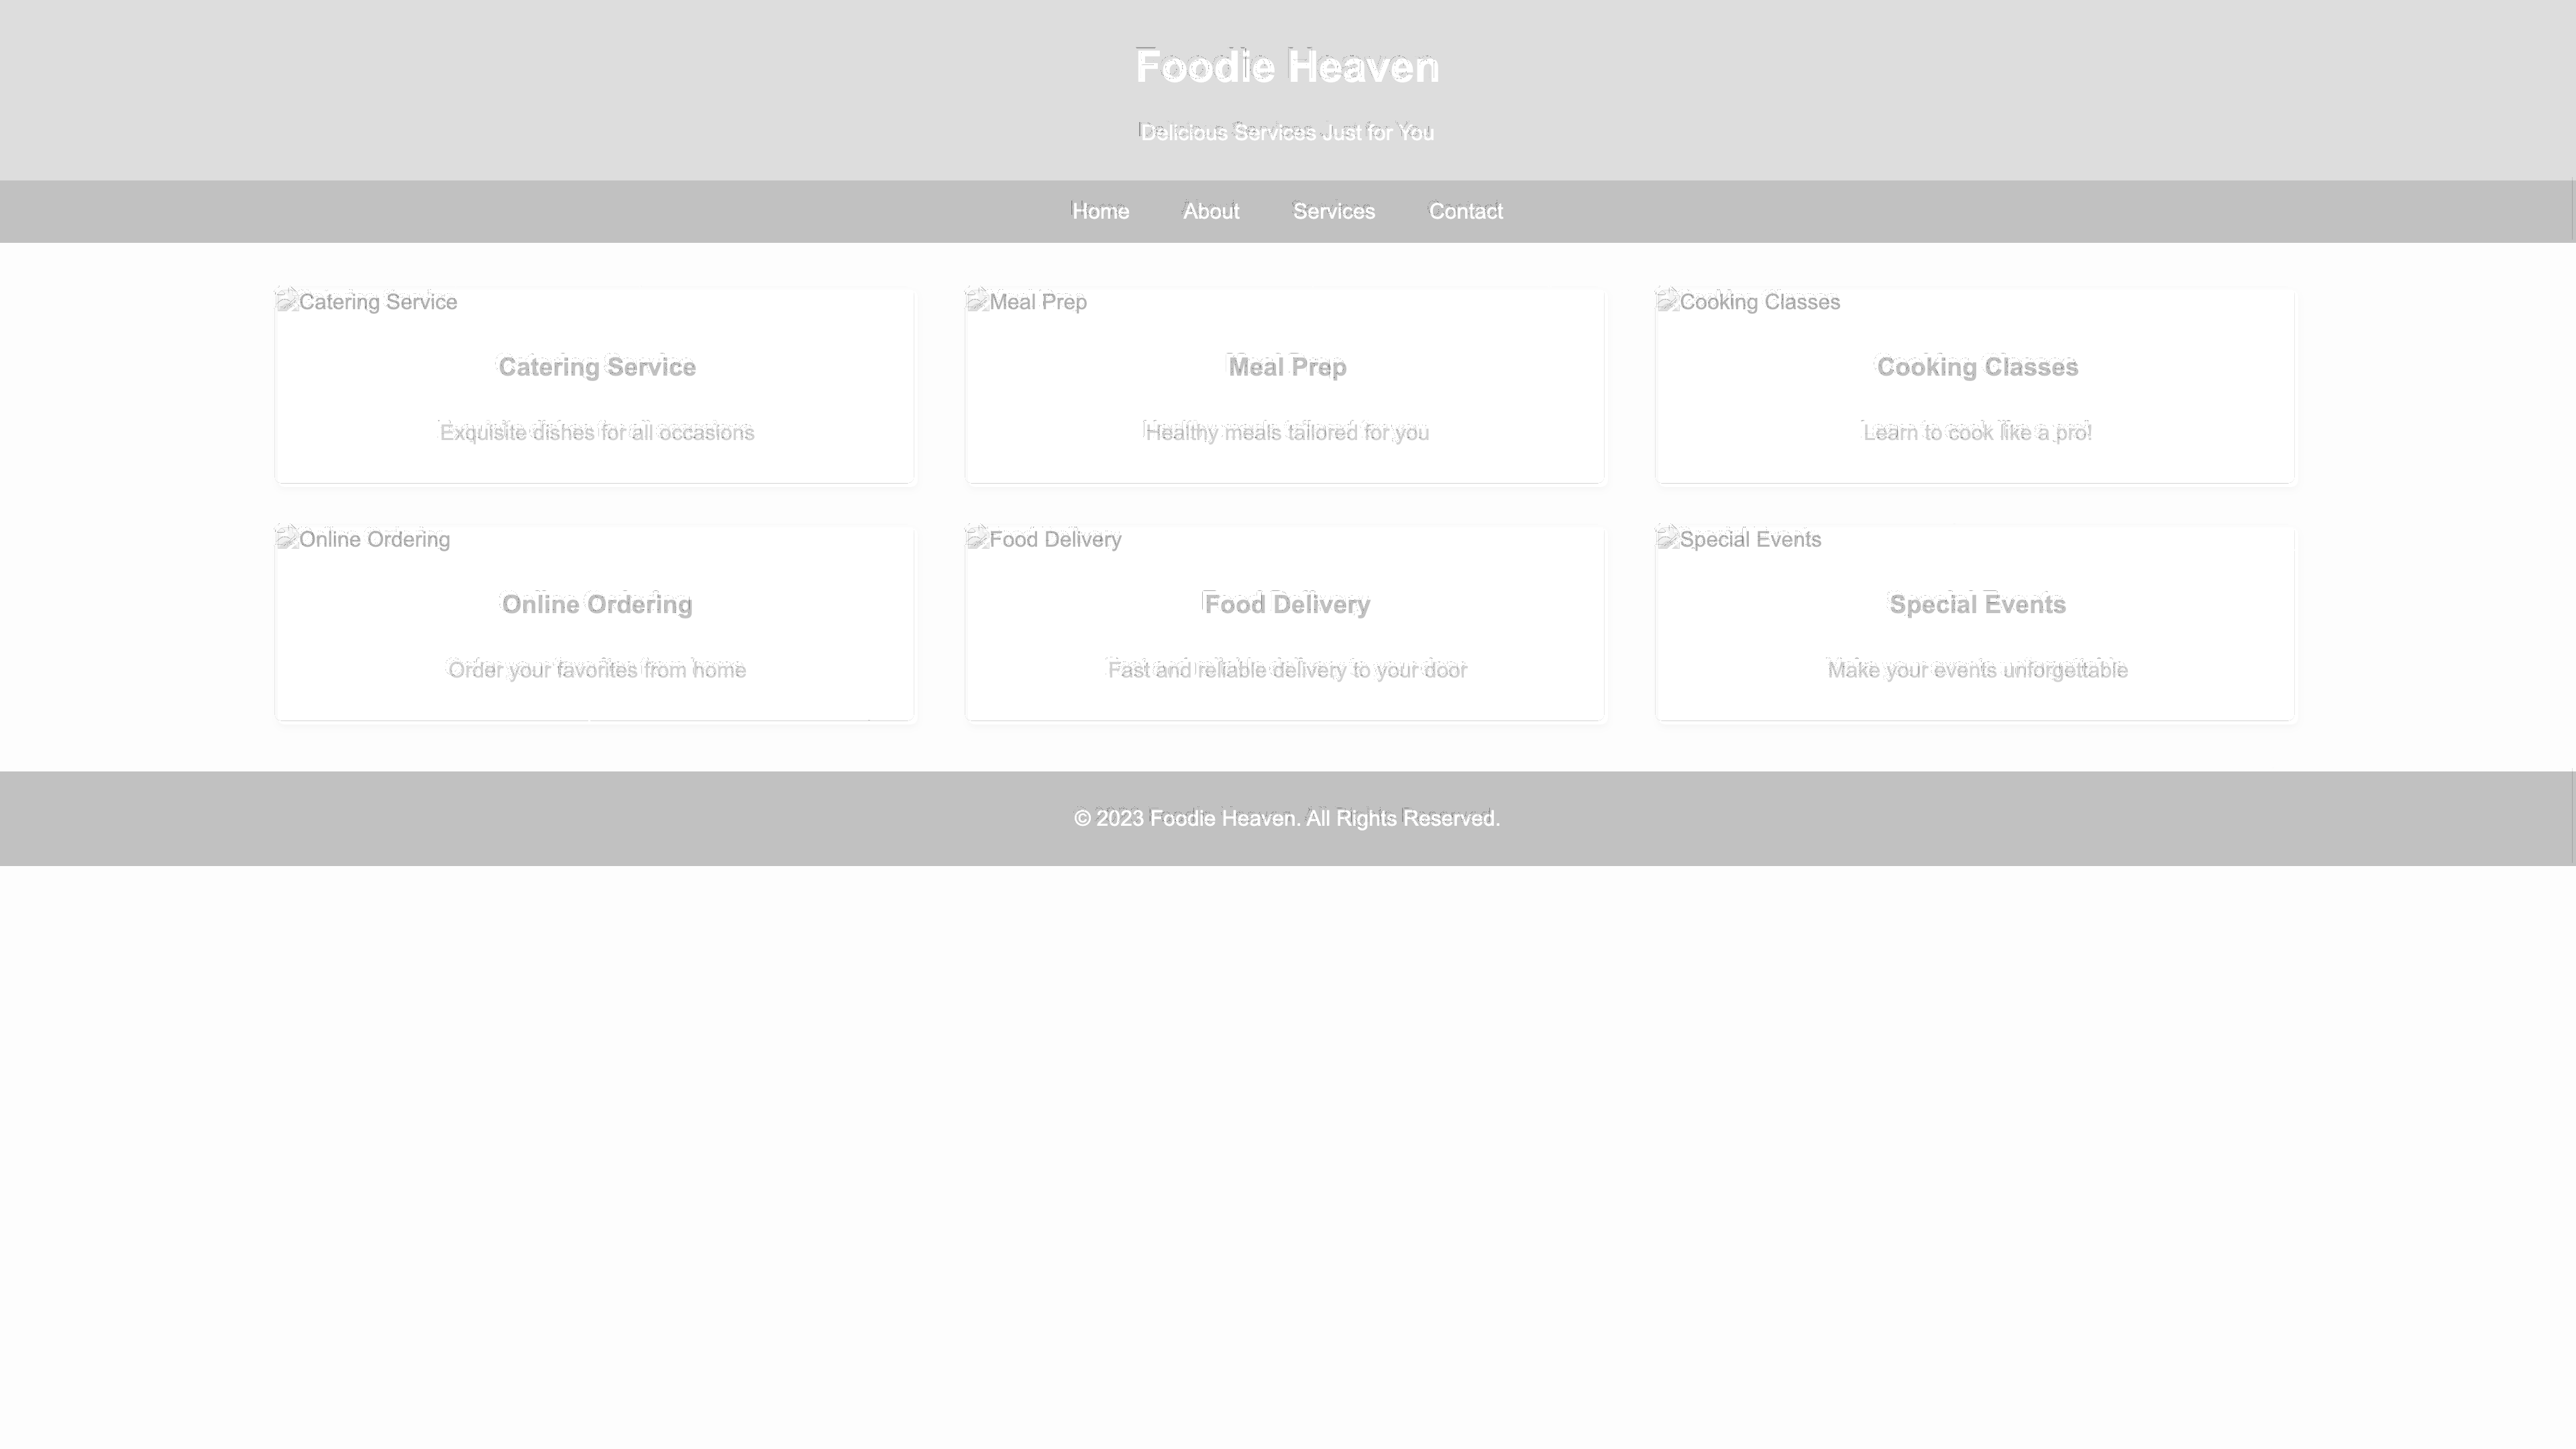 Foodie Heaven
Delicious Services Just for You
Home About Services Contact
Catering Service Meal Prep Cooking Classes
Catering Service Meal Prep Cooking Classes
Exquisite dishes for all occasions Healthy meals tailored for you Learn to cook like a pro!
Online Ordering Food Delivery Special Events
Online Ordering Food Delivery Special Events
Order your favorites from home Fast and reliable delivery to your door Make your events unforgettable
© 2023 Foodie Heaven. All Rights Reserved.